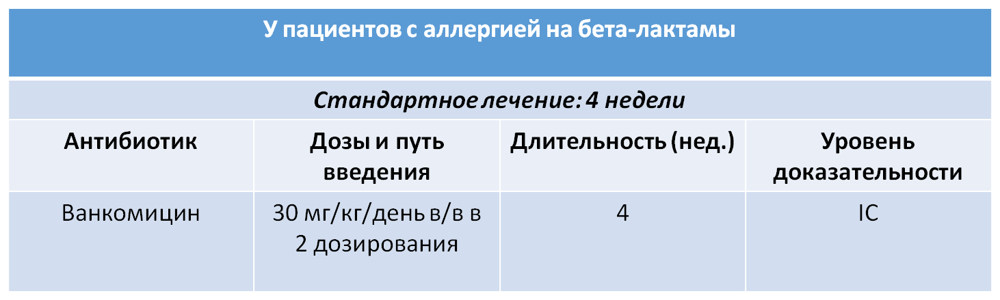 У пациентов с аллергией на бета-лактамы
Стандартное лечение: 4 недели
Антибиотик
Дозы и путь
введения
Длительность (нед.)
Уровень
доказательности
Ванкомицин
30 мг/кг/день в/в в
2 дозирования
4
IC